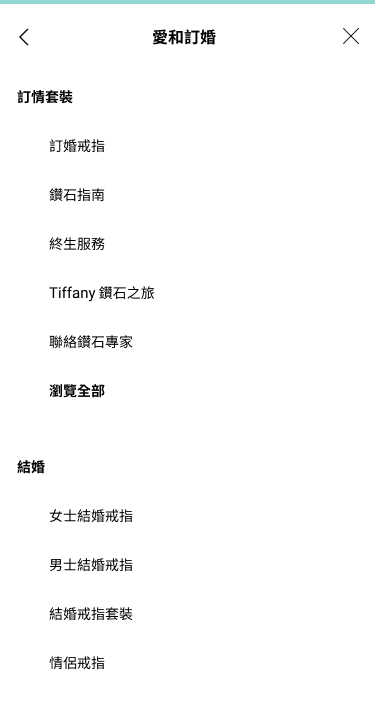 愛和訂婚
訂情套裝
訂婚戒指
鑽石指南
終生服務
Tiffany 鑽石之旅
聯絡鑽石專家
瀏覽全部
結婚
女士結婚戒指
男士結婚戒指
結婚戒指套裝
情侶戒指